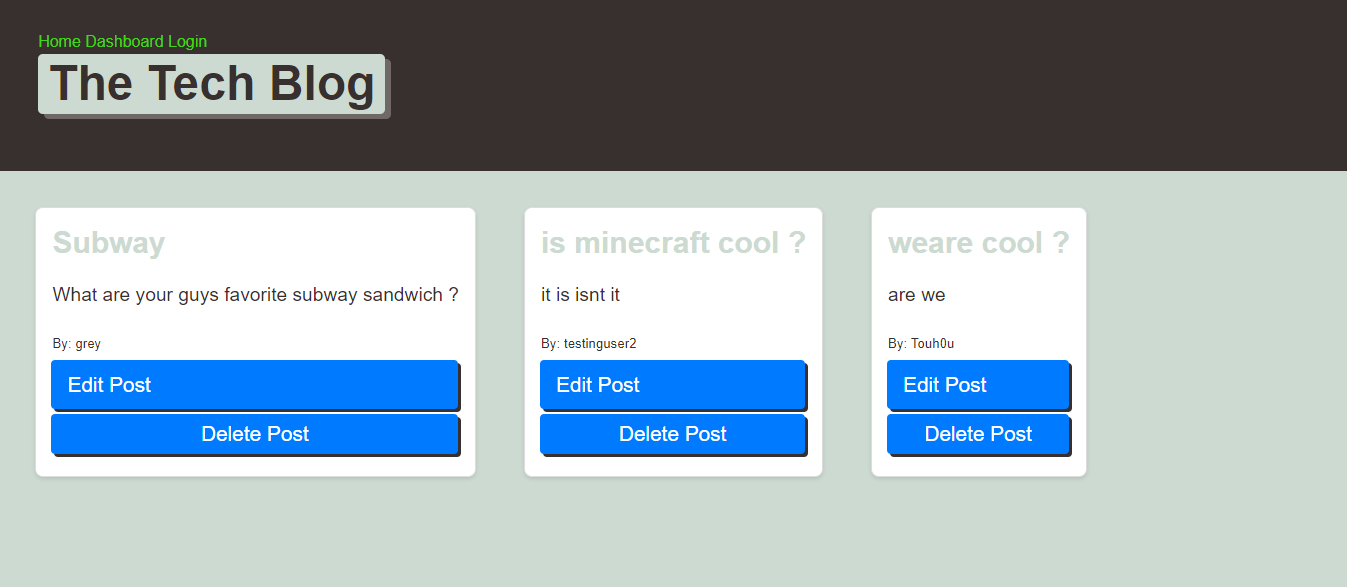 Home Dashboard Login
The Tech Blog
Subway
What are your guys favorite subway sandwich ?
By: grey
Edit Post
Delete Post
is minecraft cool ?
it is isnt it
By: testinguser2
Edit Post
Delete Post
weare cool ?
are we
By: Touh0u
Edit Post
Delete Post